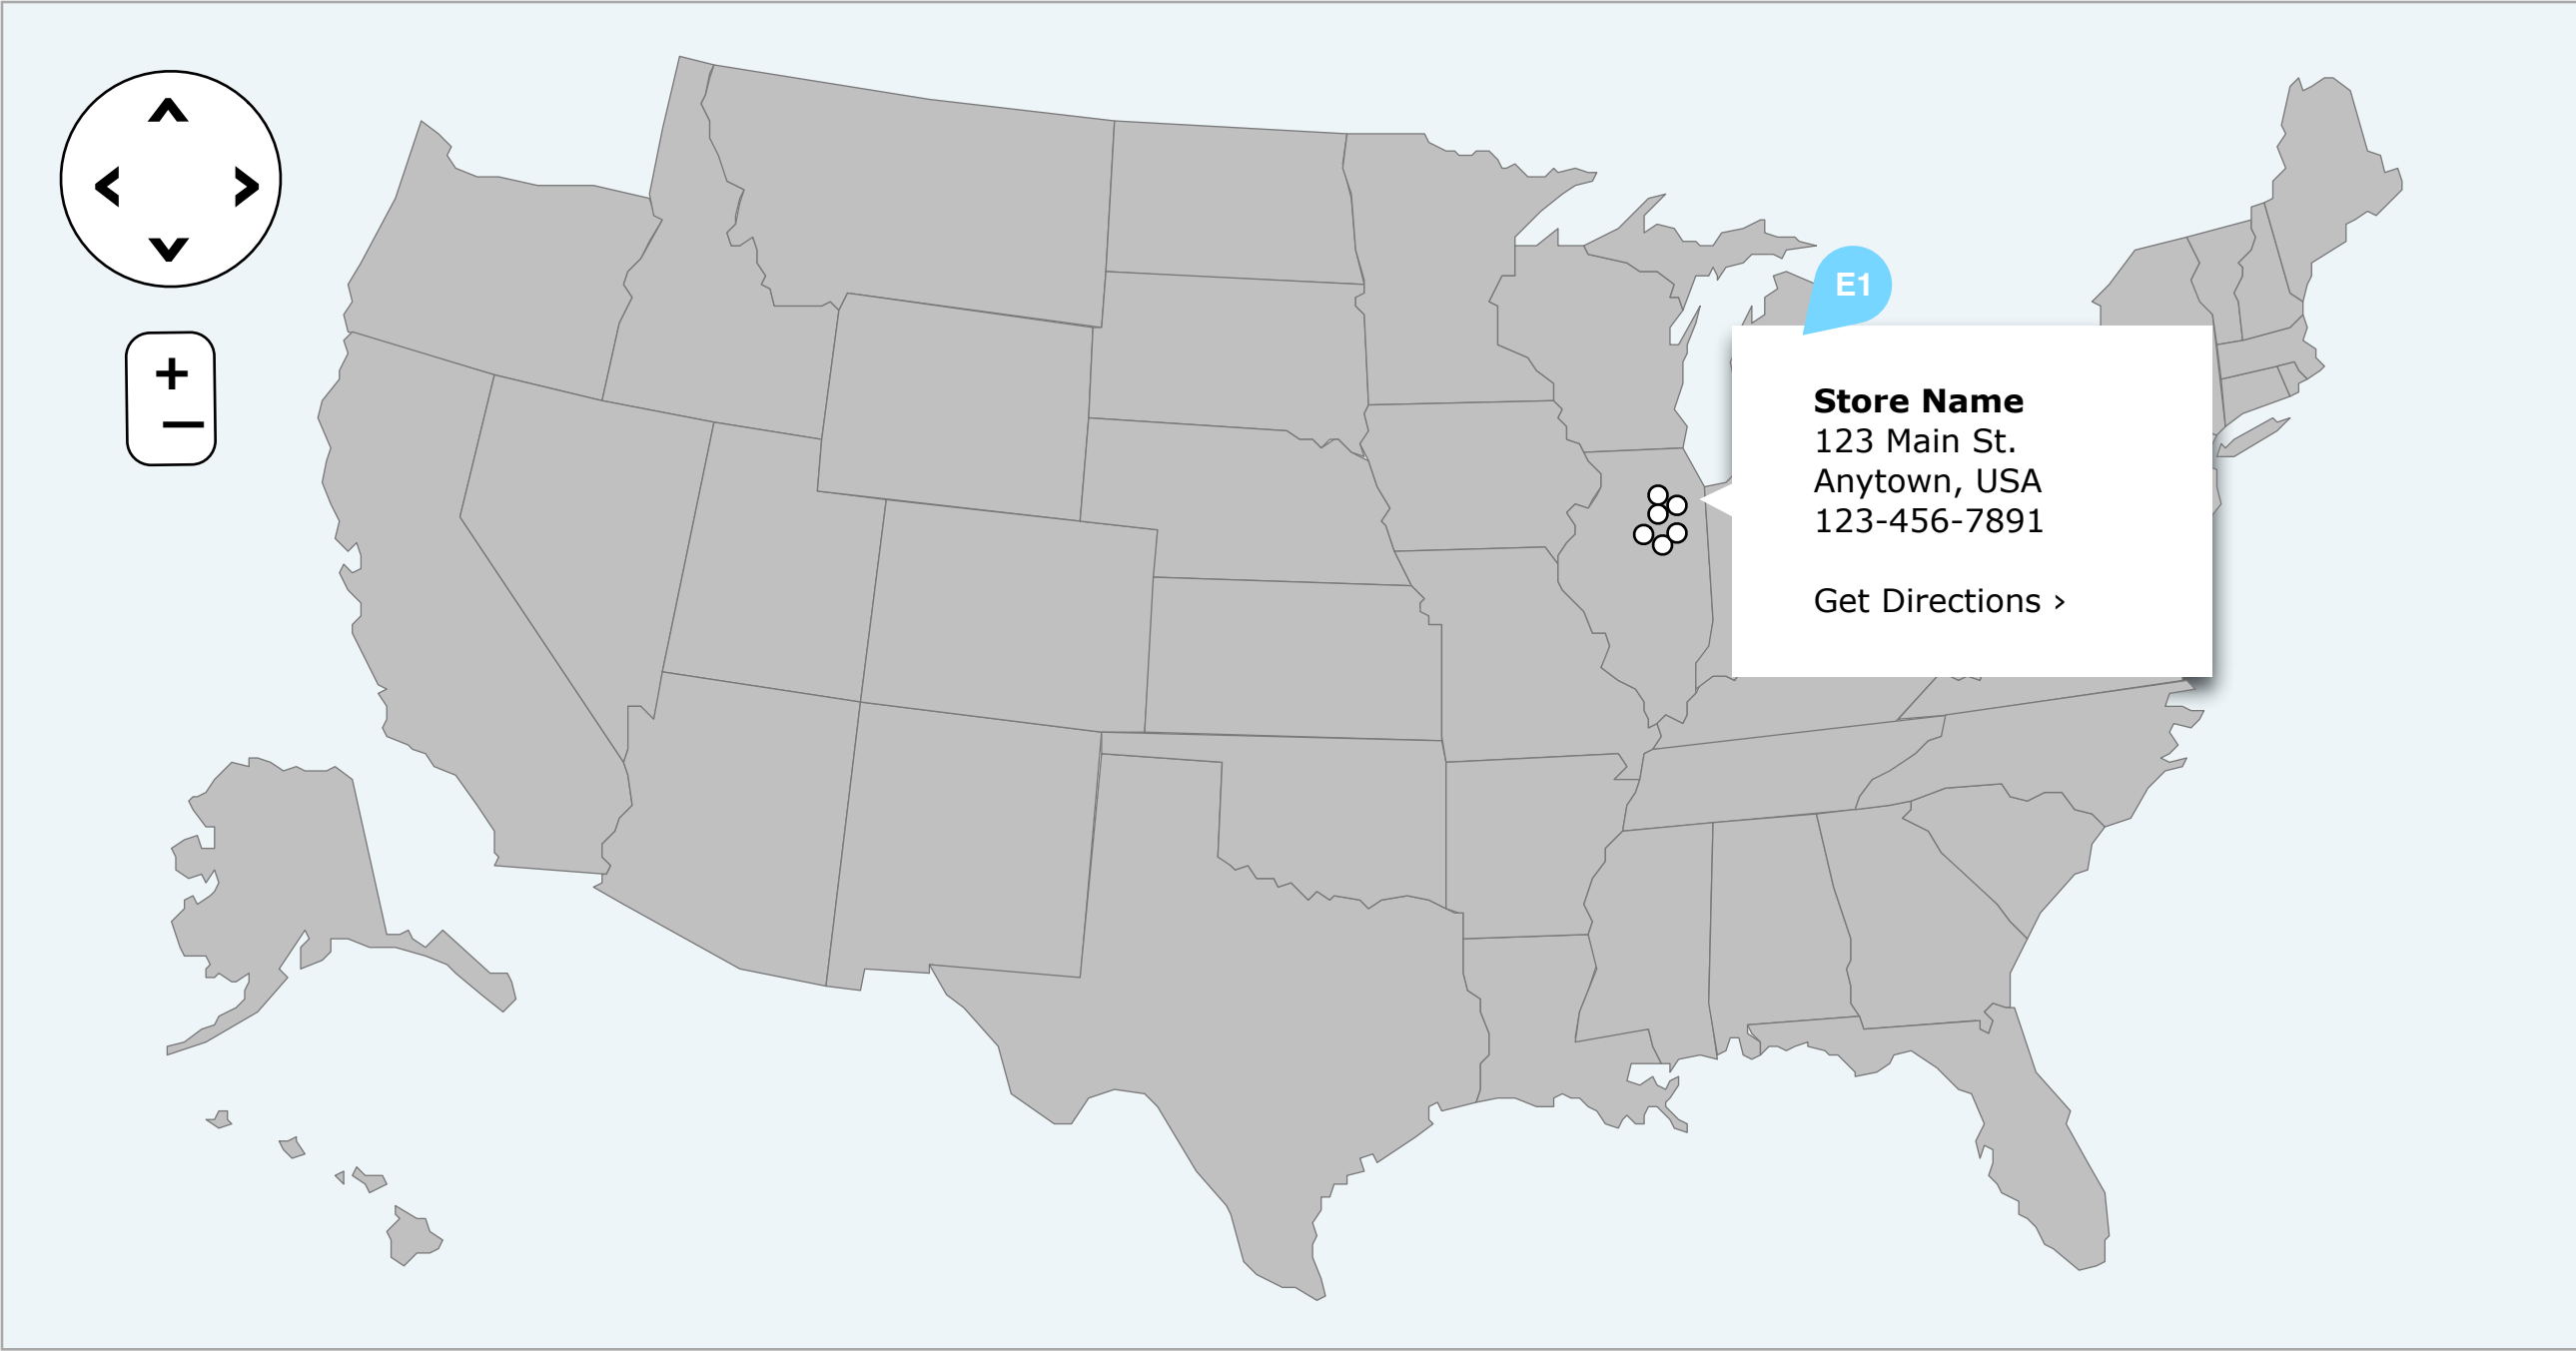 E1
Store Name
123 Main St.
Anytown, USA
123-456-7891
Get Directions ›